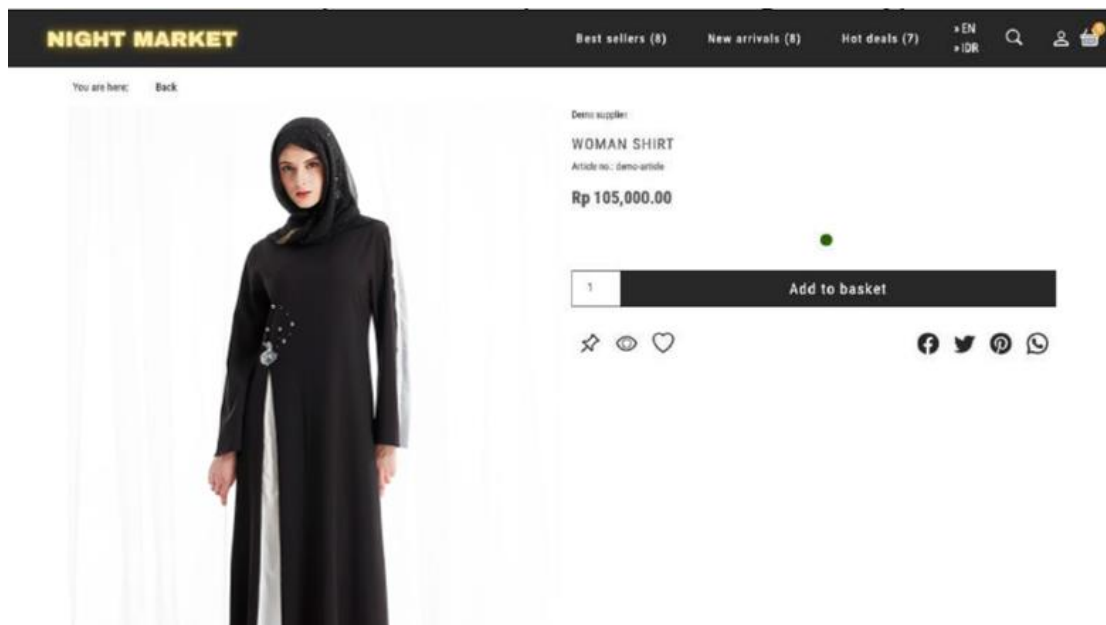 NIGHT MARKET
Best sellers (8) New arrivals (8) Hot deals (7)
» EN
» IDR
You are here: Back
Demo supplier
WOMAN SHIRT
Article no.: demo-article
Rp 105,000.00
1 Add to basket